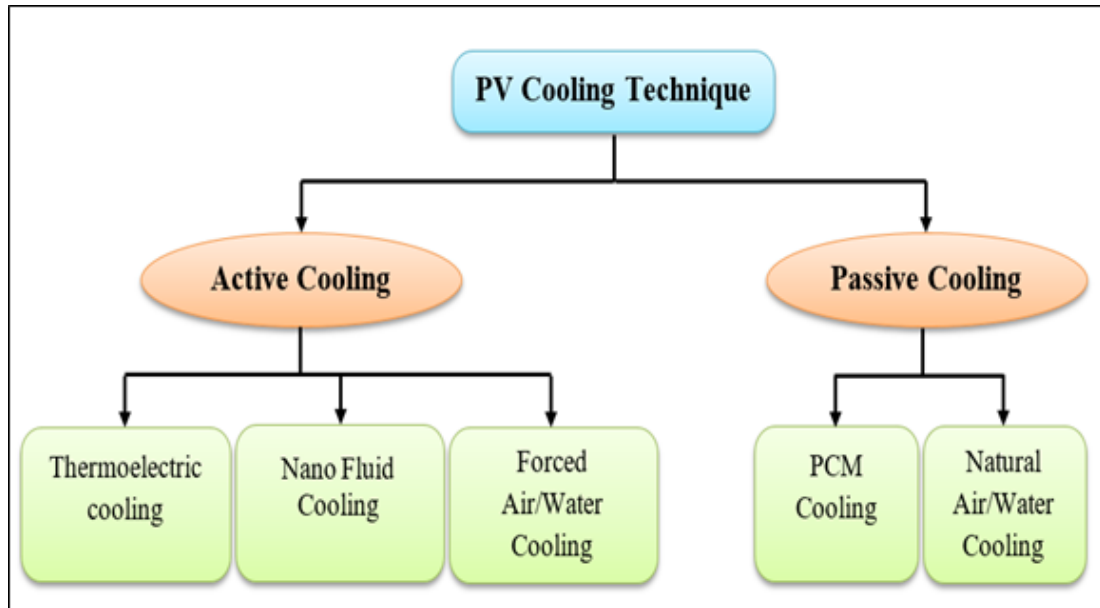 PV Cooling Technique
Active Cooling
Passive Cooling
Thermoelectric
cooling
Nano Fluid
Cooling
Forced
Air/Water
Cooling
PCM
Cooling
Natural
Air/Water
Cooling